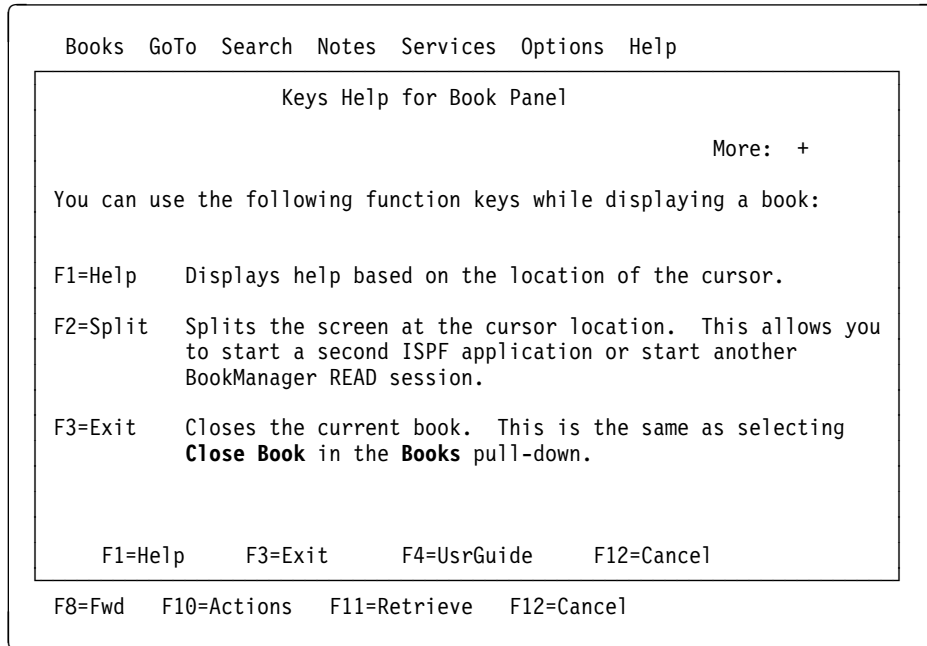 Books GoTo Search Notes Services Options Help
Keys Help for Book Panel
More: +
You can use the following function keys while displaying a book:
F1=Help Displays help based on the location of the cursor.
F2=Split Splits the screen at the cursor location. This allows you
to start a second ISPF application or start another
BookManager READ session.
F3=Exit Closes the current book. This is the same as selecting
Close Book in the Books pull-down.
F1=Help F3=Exit F4=UsrGuide F12=Cancel
F8=Fwd F10=Actions F11=Retrieve F12=Cancel